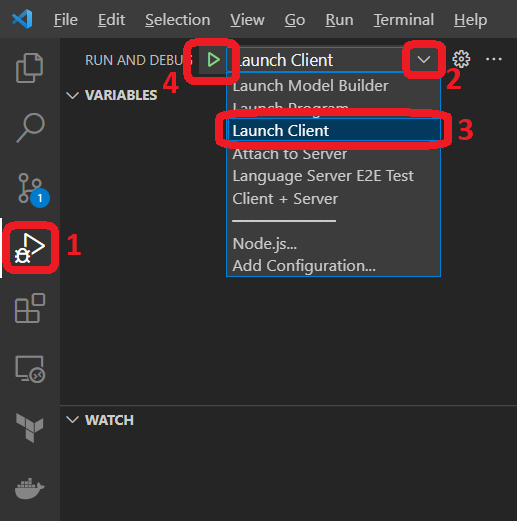 File Edit Selection View Go Run Terminal Help
RUN AND DEBUG Launch Client
4 2
VARIABLES
Launch Model Builder
Launch Program
Launch Client 3
Attach to Server
Language Server E2E Test
Client + Server
1
1
Node.js...
Add Configuration...
WATCH